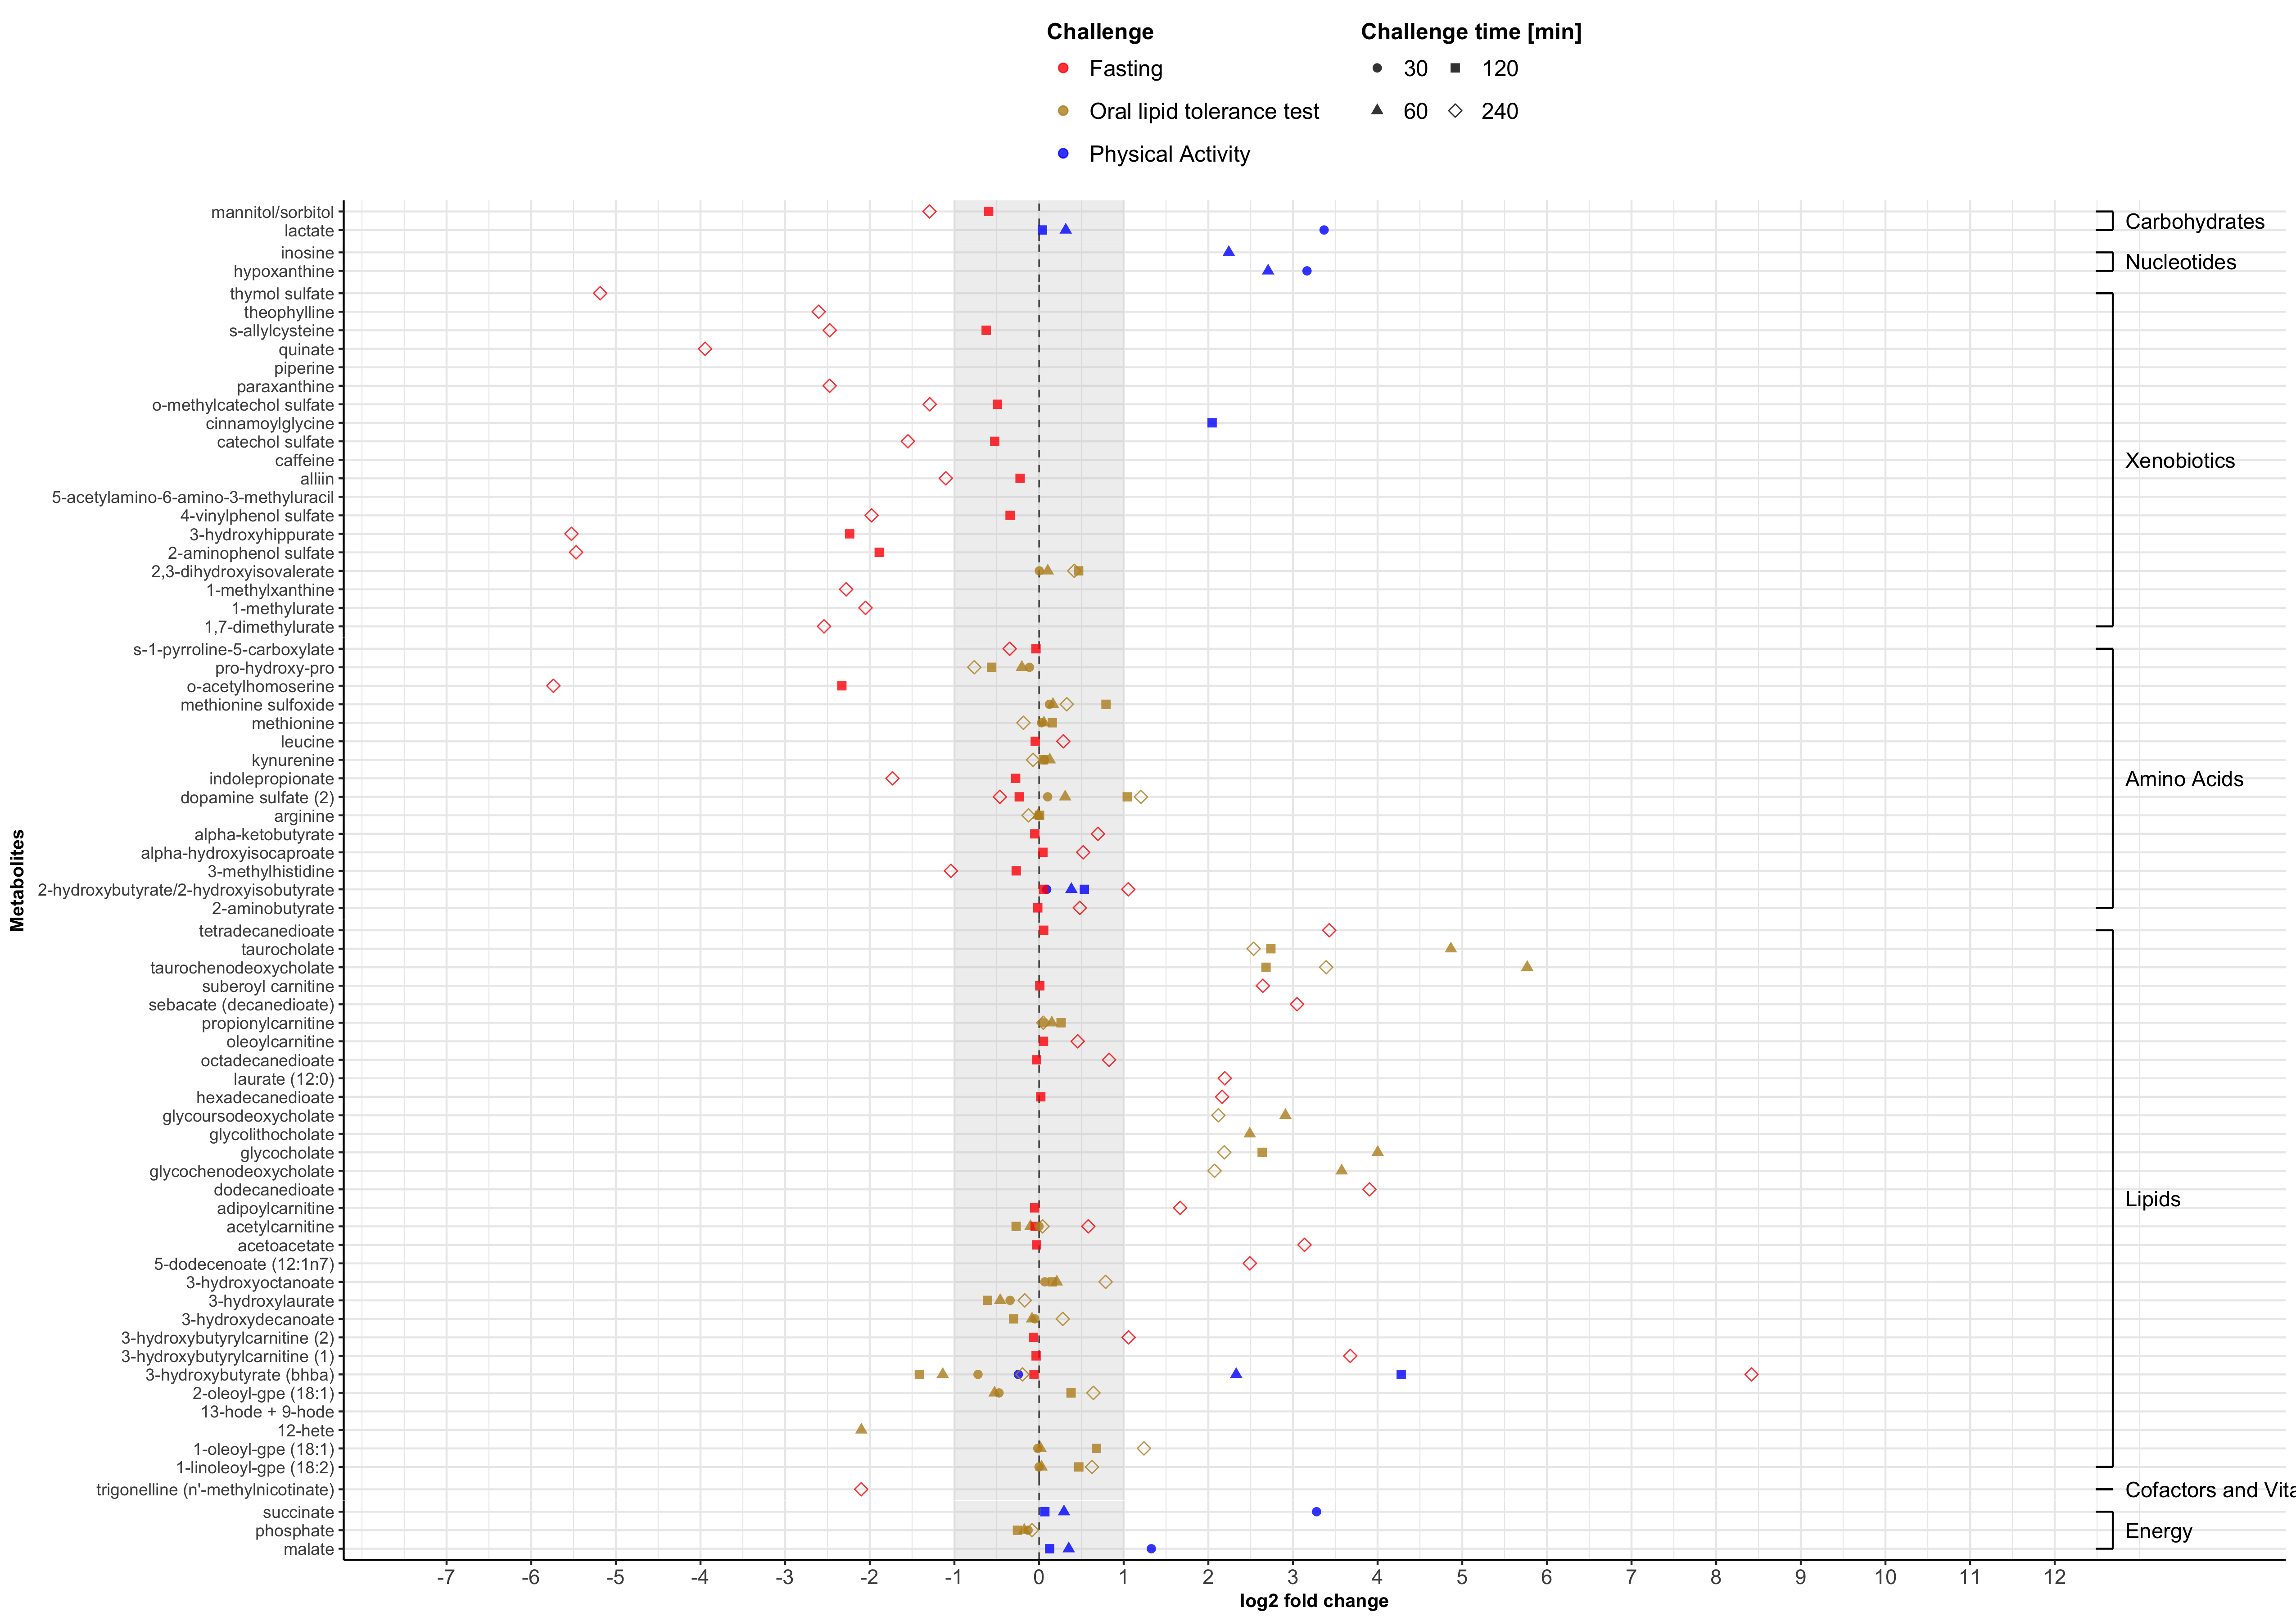 Challenge
Fasting
Oral lipid tolerance test
Physical Activity
Challenge time [min]
30 120
60 240
Metabolites
mannitol/sorbitol
lactate
inosine
hypoxanthine
thymol sulfate
theophylline
s-allylcysteine
quinate
piperine
paraxanthine
o-methylcatechol sulfate
cinnamoylglycine
catechol sulfate
caffeine
alliin
5-acetylamino-6-amino-3-methyluracil
4-vinylphenol sulfate
3-hydroxyhippurate
2-aminophenol sulfate
2,3-dihydroxyisovalerate
1-methylxanthine
1-methylurate
1,7-dimethylurate
s-1-pyrroline-5-carboxylate
pro-hydroxy-pro
o-acetylhomoserine
methionine sulfoxide
methionine
leucine
kynurenine
indolepropionate
dopamine sulfate (2)
arginine
alpha-ketobutyrate
alpha-hydroxyisocaproate
3-methylhistidine
2-hydroxybutyrate/2-hydroxyisobutyrate
2-aminobutyrate
tetradecanedioate
taurocholate
taurochenodeoxycholate
suberoyl carnitine
sebacate (decanedioate)
propionylcarnitine
oleoylcarnitine
octadecanedioate
laurate (12:0)
hexadecanedioate
glycoursodeoxycholate
glycolithocholate
glycocholate
glycochenodeoxycholate
dodecanedioate
adipoylcarnitine
acetylcarnitine
acetoacetate
5-dodecenoate (12:1n7)
3-hydroxyoctanoate
3-hydroxylaurate
3-hydroxydecanoate
3-hydroxybutyrylcarnitine (2)
3-hydroxybutyrylcarnitine (1)
3-hydroxybutyrate (bhba)
2-oleoyl-gpe (18:1)
13-hode + 9-hode
12-hete
1-oleoyl-gpe (18:1)
1-linoleoyl-gpe (18:2)
trigonelline (n'-methylnicotinate)
succinate
phosphate
malate
Carbohydrates
Nucleotides
Xenobiotics
Amino Acids
Lipids
Cofactors and Vita
Energy
-7 -6 -5 -4 -3 -2 -1 0 1 2 3 4 5 6 7 8 9 10 11 12
log2 fold change